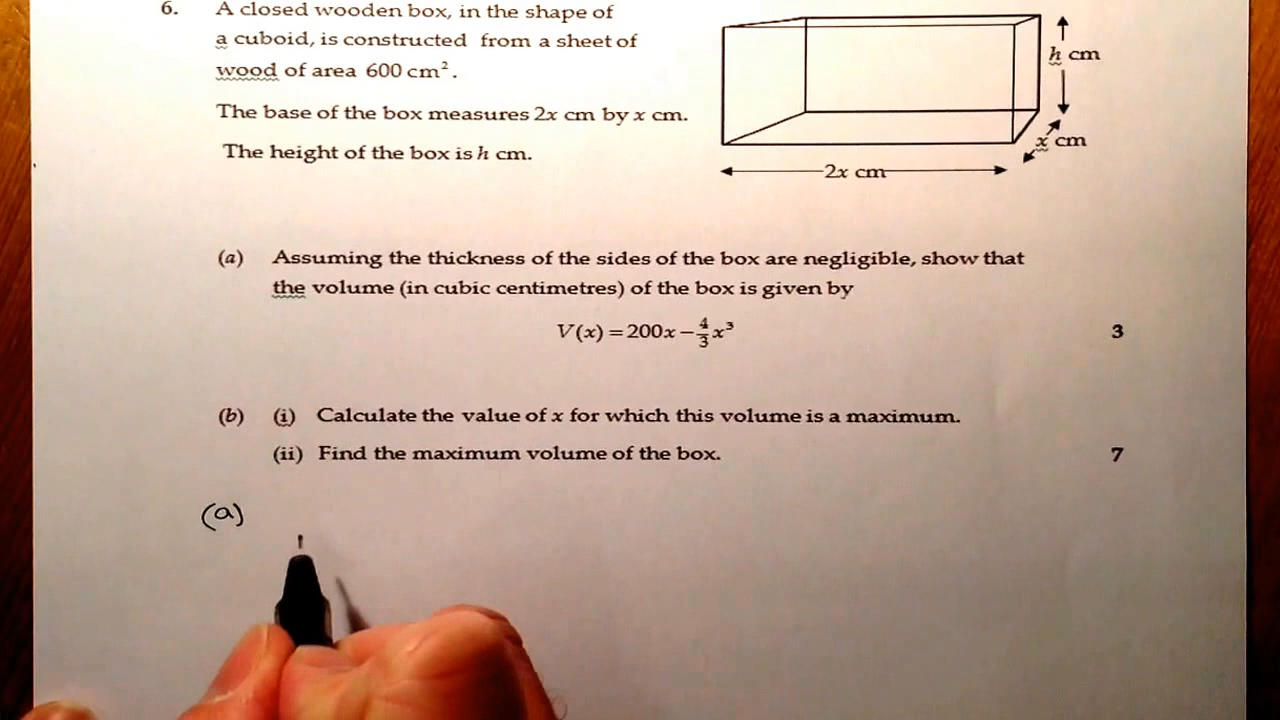 6. A closed wooden box, in the shape of
a cuboid, is constructed from a sheet of
wood of area 600 cm².
The base of the box measures 2x cm by x cm.
The height of the box is h cm.
h cm
x cm
2x cm
(a) Assuming the thickness of the sides of the box are negligible, show that
the volume (in cubic centimetres) of the box is given by
V(x) = 200x − 4/3 x³ 3
(b) (i) Calculate the value of x for which this volume is a maximum.
(ii) Find the maximum volume of the box. 7
(a)